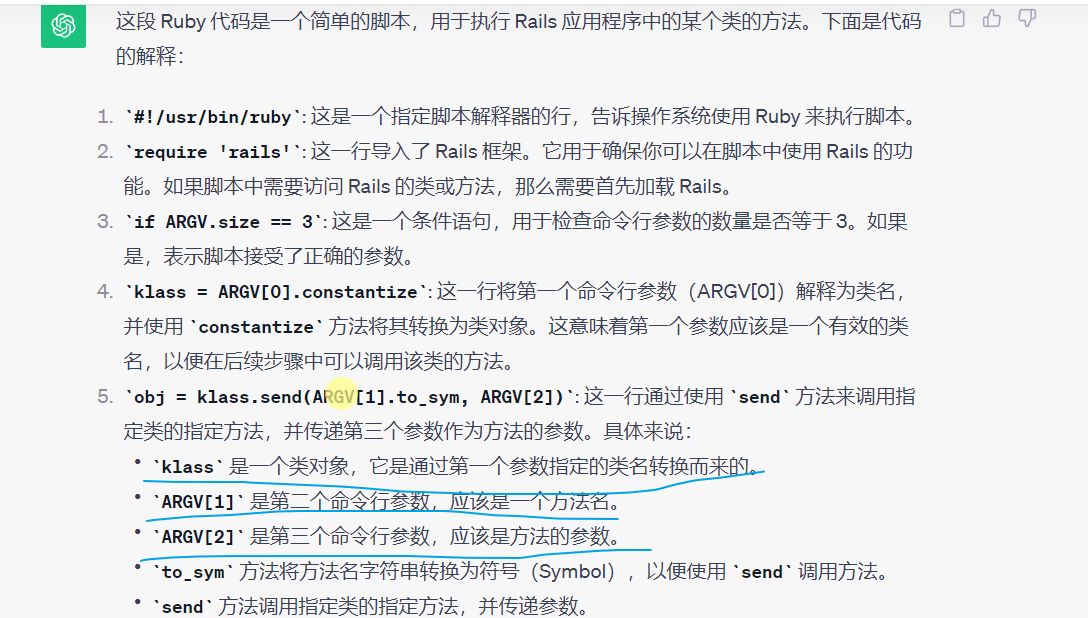 这段 Ruby 代码是一个简单的脚本，用于执行 Rails 应用程序中的某个类的方法。下面是代码
的解释：
1. `#!/usr/bin/ruby`: 这是一个指定脚本解释器的行，告诉操作系统使用 Ruby 来执行脚本。
2. `require 'rails'`: 这一行导入了 Rails 框架。它用于确保你可以在脚本中使用 Rails 的功
能。如果脚本中需要访问 Rails 的类或方法，那么需要首先加载 Rails。
3. `if ARGV.size == 3`: 这是一个条件语句，用于检查命令行参数的数量是否等于 3。如果
是，表示脚本接受了正确的参数。
4. `klass = ARGV[0].constantize`: 这一行将第一个命令行参数（ARGV[0]）解释为类名，
并使用 `constantize` 方法将其转换为类对象。这意味着第一个参数应该是一个有效的类
名，以便在后续步骤中可以调用该类的方法。
5. `obj = klass.send(ARGV[1].to_sym, ARGV[2])`: 这一行通过使用 `send` 方法来调用指
定类的指定方法，并传递第三个参数作为方法的参数。具体来说：
• `klass` 是一个类对象，它是通过第一个参数指定的类名转换而来的。
• `ARGV[1]` 是第二个命令行参数，应该是一个方法名。
• `ARGV[2]` 是第三个命令行参数，应该是方法的参数。
• `to_sym` 方法将方法名字符串转换为符号（Symbol），以便使用 `send` 调用方法。
• `send` 方法调用指定类的指定方法，并传递参数。